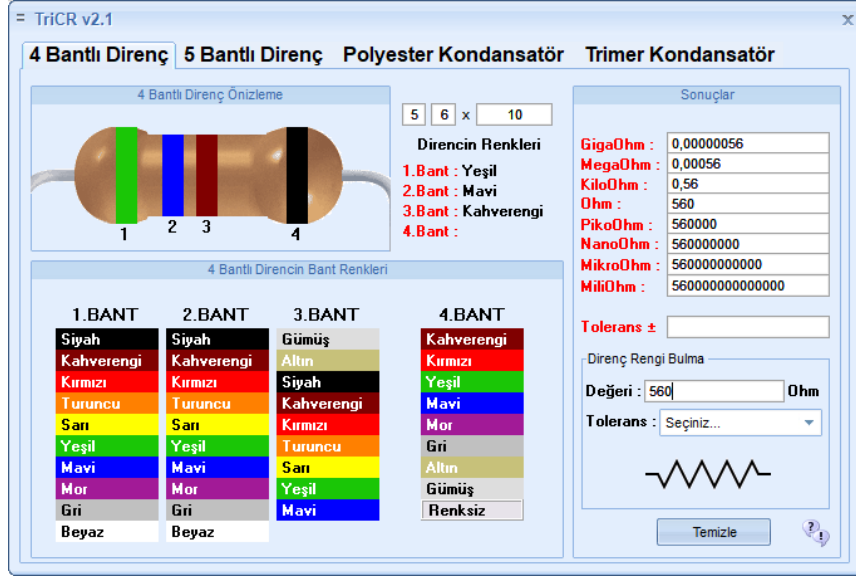 = TriCR v2.1 x
4 Bantlı Direnç 5 Bantlı Direnç Polyester Kondansatör Trimer Kondansatör
4 Bantlı Direnç Önizleme
1 2 3 4
5 6 x 10
Direncin Renkleri
1.Bant : Yeşil
2.Bant : Mavi
3.Bant : Kahverengi
4.Bant :
4 Bantlı Direncin Bant Renkleri
1.BANT 2.BANT 3.BANT 4.BANT
Siyah Siyah Gümüş Kahverengi
Kahverengi Kahverengi Altın Kırmızı
Kırmızı Kırmızı Siyah Yeşil
Turuncu Turuncu Kahverengi Mavi
Sarı Sarı Kırmızı Mor
Yeşil Yeşil Turuncu Gri
Mavi Mavi Sarı Altın
Mor Mor Yeşil Gümüş
Gri Gri Mavi Renksiz
Beyaz Beyaz
Sonuçlar
GigaOhm : 0,00000056
MegaOhm : 0,00056
KiloOhm : 0,56
Ohm : 560
PikoOhm : 560000
NanoOhm : 560000000
MikroOhm : 560000000000
MiliOhm : 560000000000000
Tolerans ±
Direnç Rengi Bulma
Değeri : 560 Ohm
Tolerans : Seçiniz...
Temizle ? !